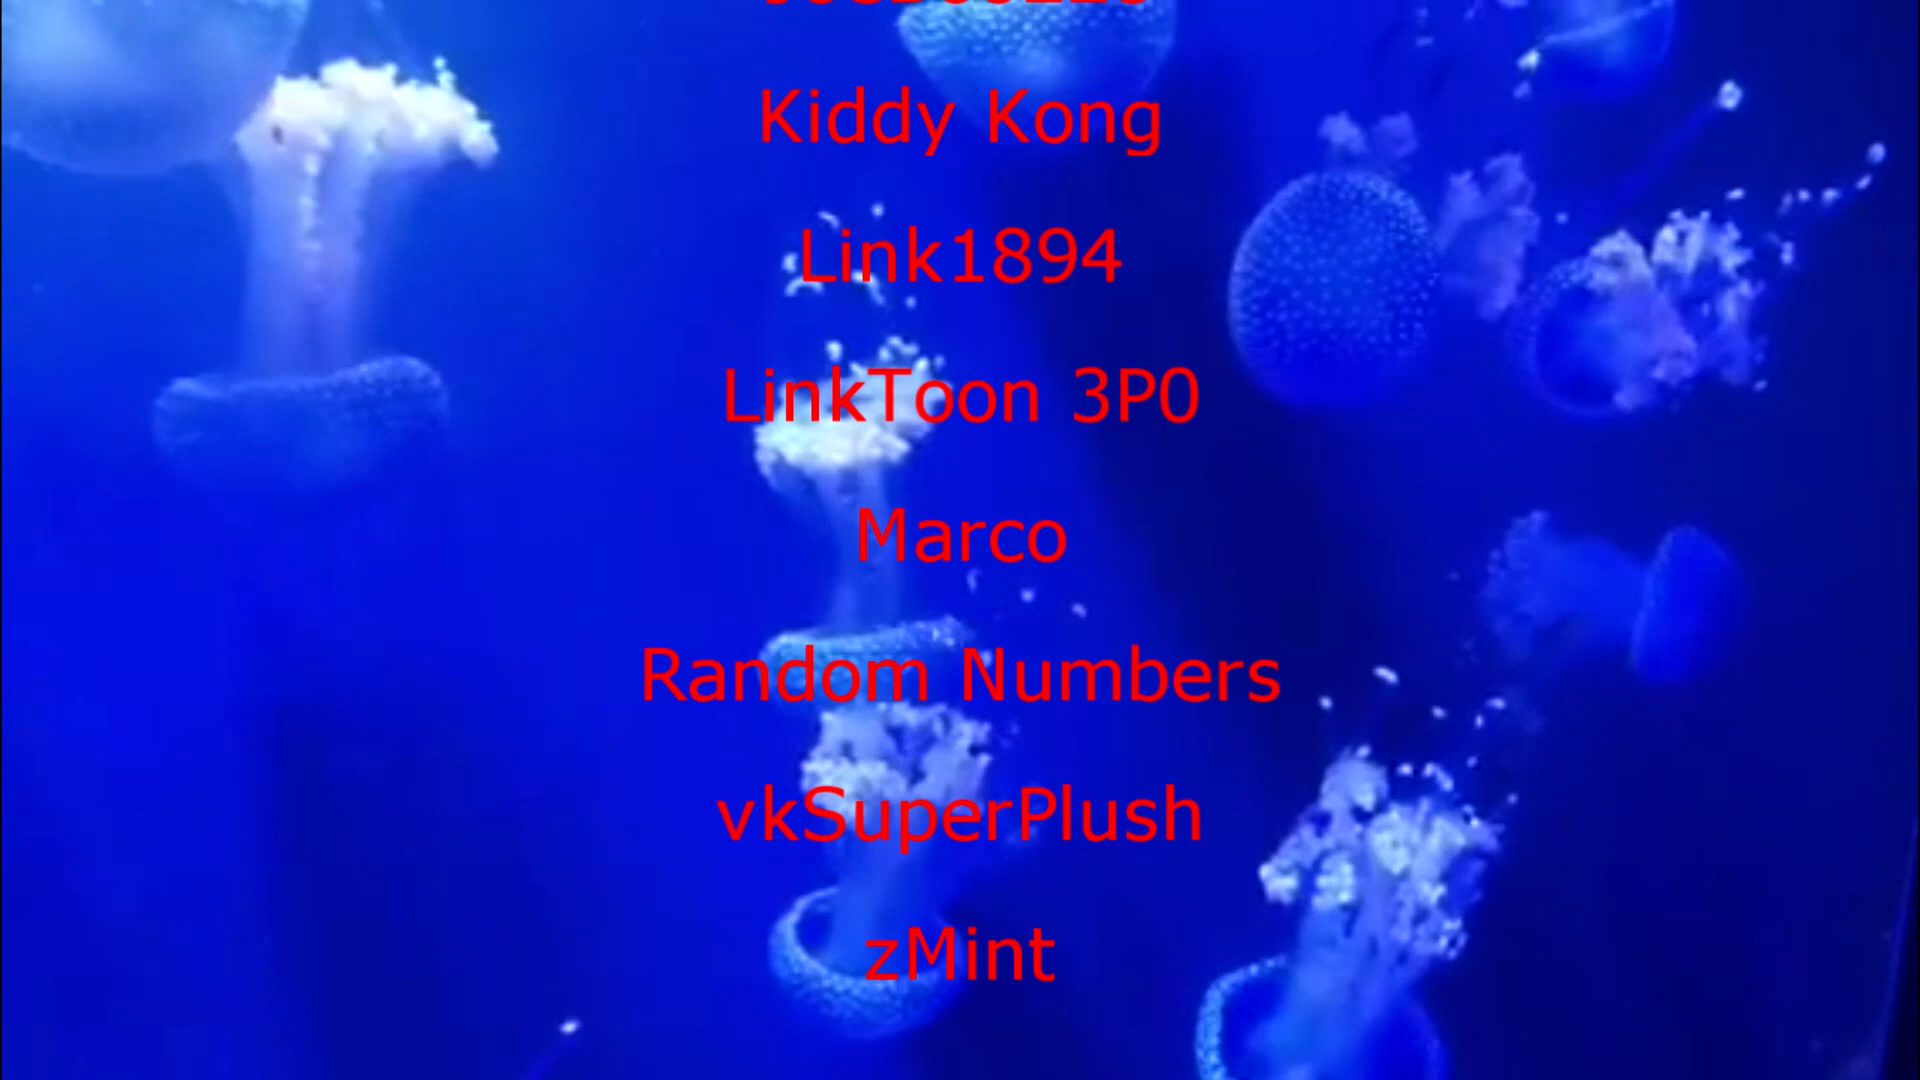 Kiddy Kong
Link1894
LinkToon 3P0
Marco
Random Numbers
vkSuperPlush
zMint